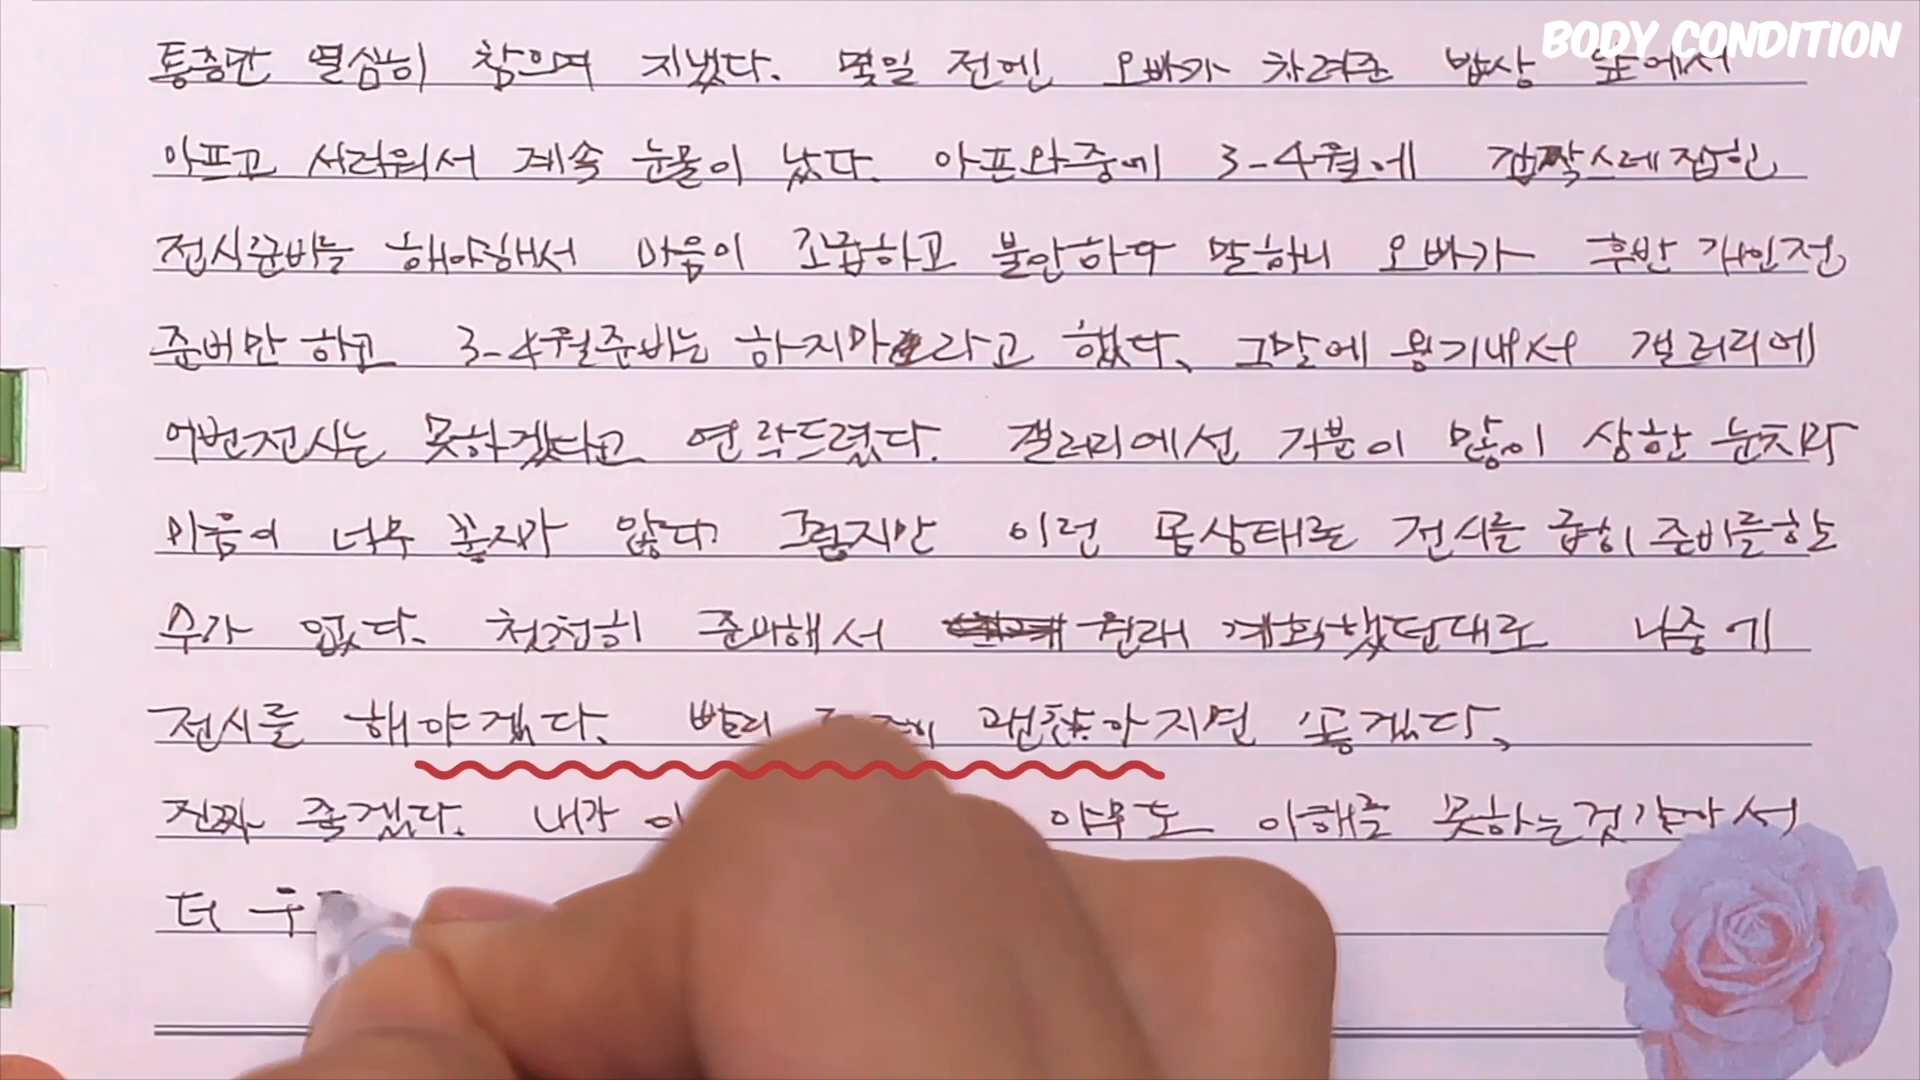 BODY CONDITION
통증만 열심히 참으며 지냈다. 몇일 전엔 오빠가 차려준 밥상 앞에서
아프고 서러워서 계속 눈물이 났다. 아픈와중에 3-4월에 갑짝스레 잡힌
전시준비를 해야해서 마음이 조급하고 불안하다 말하니 오빠가 후반 개인전
준비만 하고 3-4월준비는 하지마라고 했다. 그말에 용기내서 갤러리에
이번전시는 못하겠다고 연락드렸다. 갤러리에선 기분이 많이 상한 눈치라
마음이 너무 좋지가 않다 그렇지만 이런 몸상태로 전시를 급히 준비를할
수가 없다. 천천히 준비해서 원래 계획했던대로 나중에
전시를 해야겠다. 빨리 괜찮아지면 좋겠다.
진짜 좋겠다. 내가 아무도 이해를 못하는것같아서
더 우